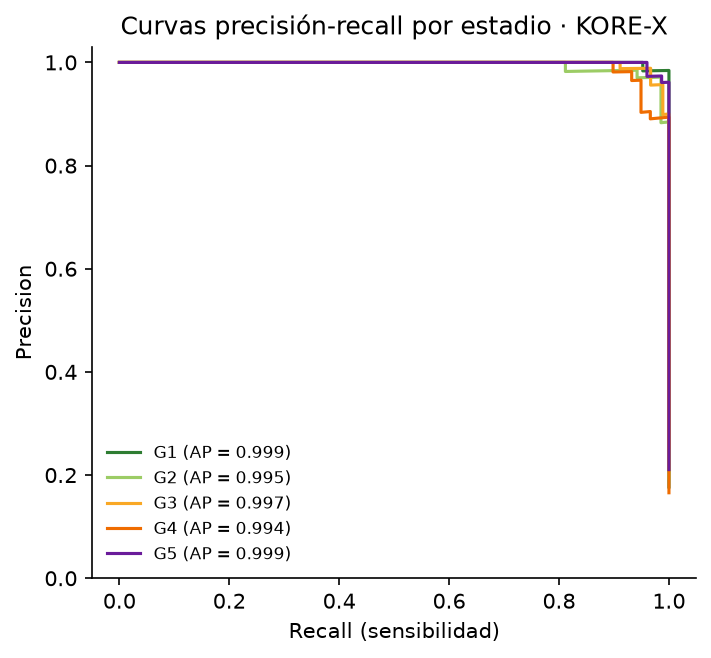 Curvas precisión-recall por estadio · KORE-X
Precision
1.0
0.8
0.6
0.4
0.2
0.0
G1 (AP = 0.999)
G2 (AP = 0.995)
G3 (AP = 0.997)
G4 (AP = 0.994)
G5 (AP = 0.999)
0.0 0.2 0.4 0.6 0.8 1.0
Recall (sensibilidad)